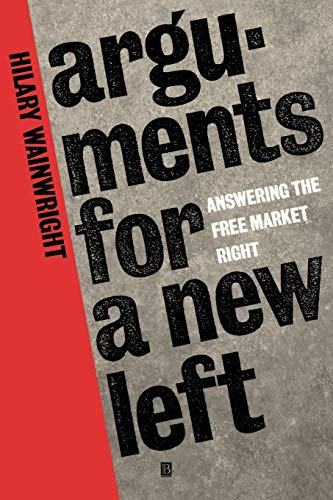 HILARY WAINWRIGHT
argu-
ments
for
a new
left
ANSWERING THE
FREE MARKET
RIGHT
B